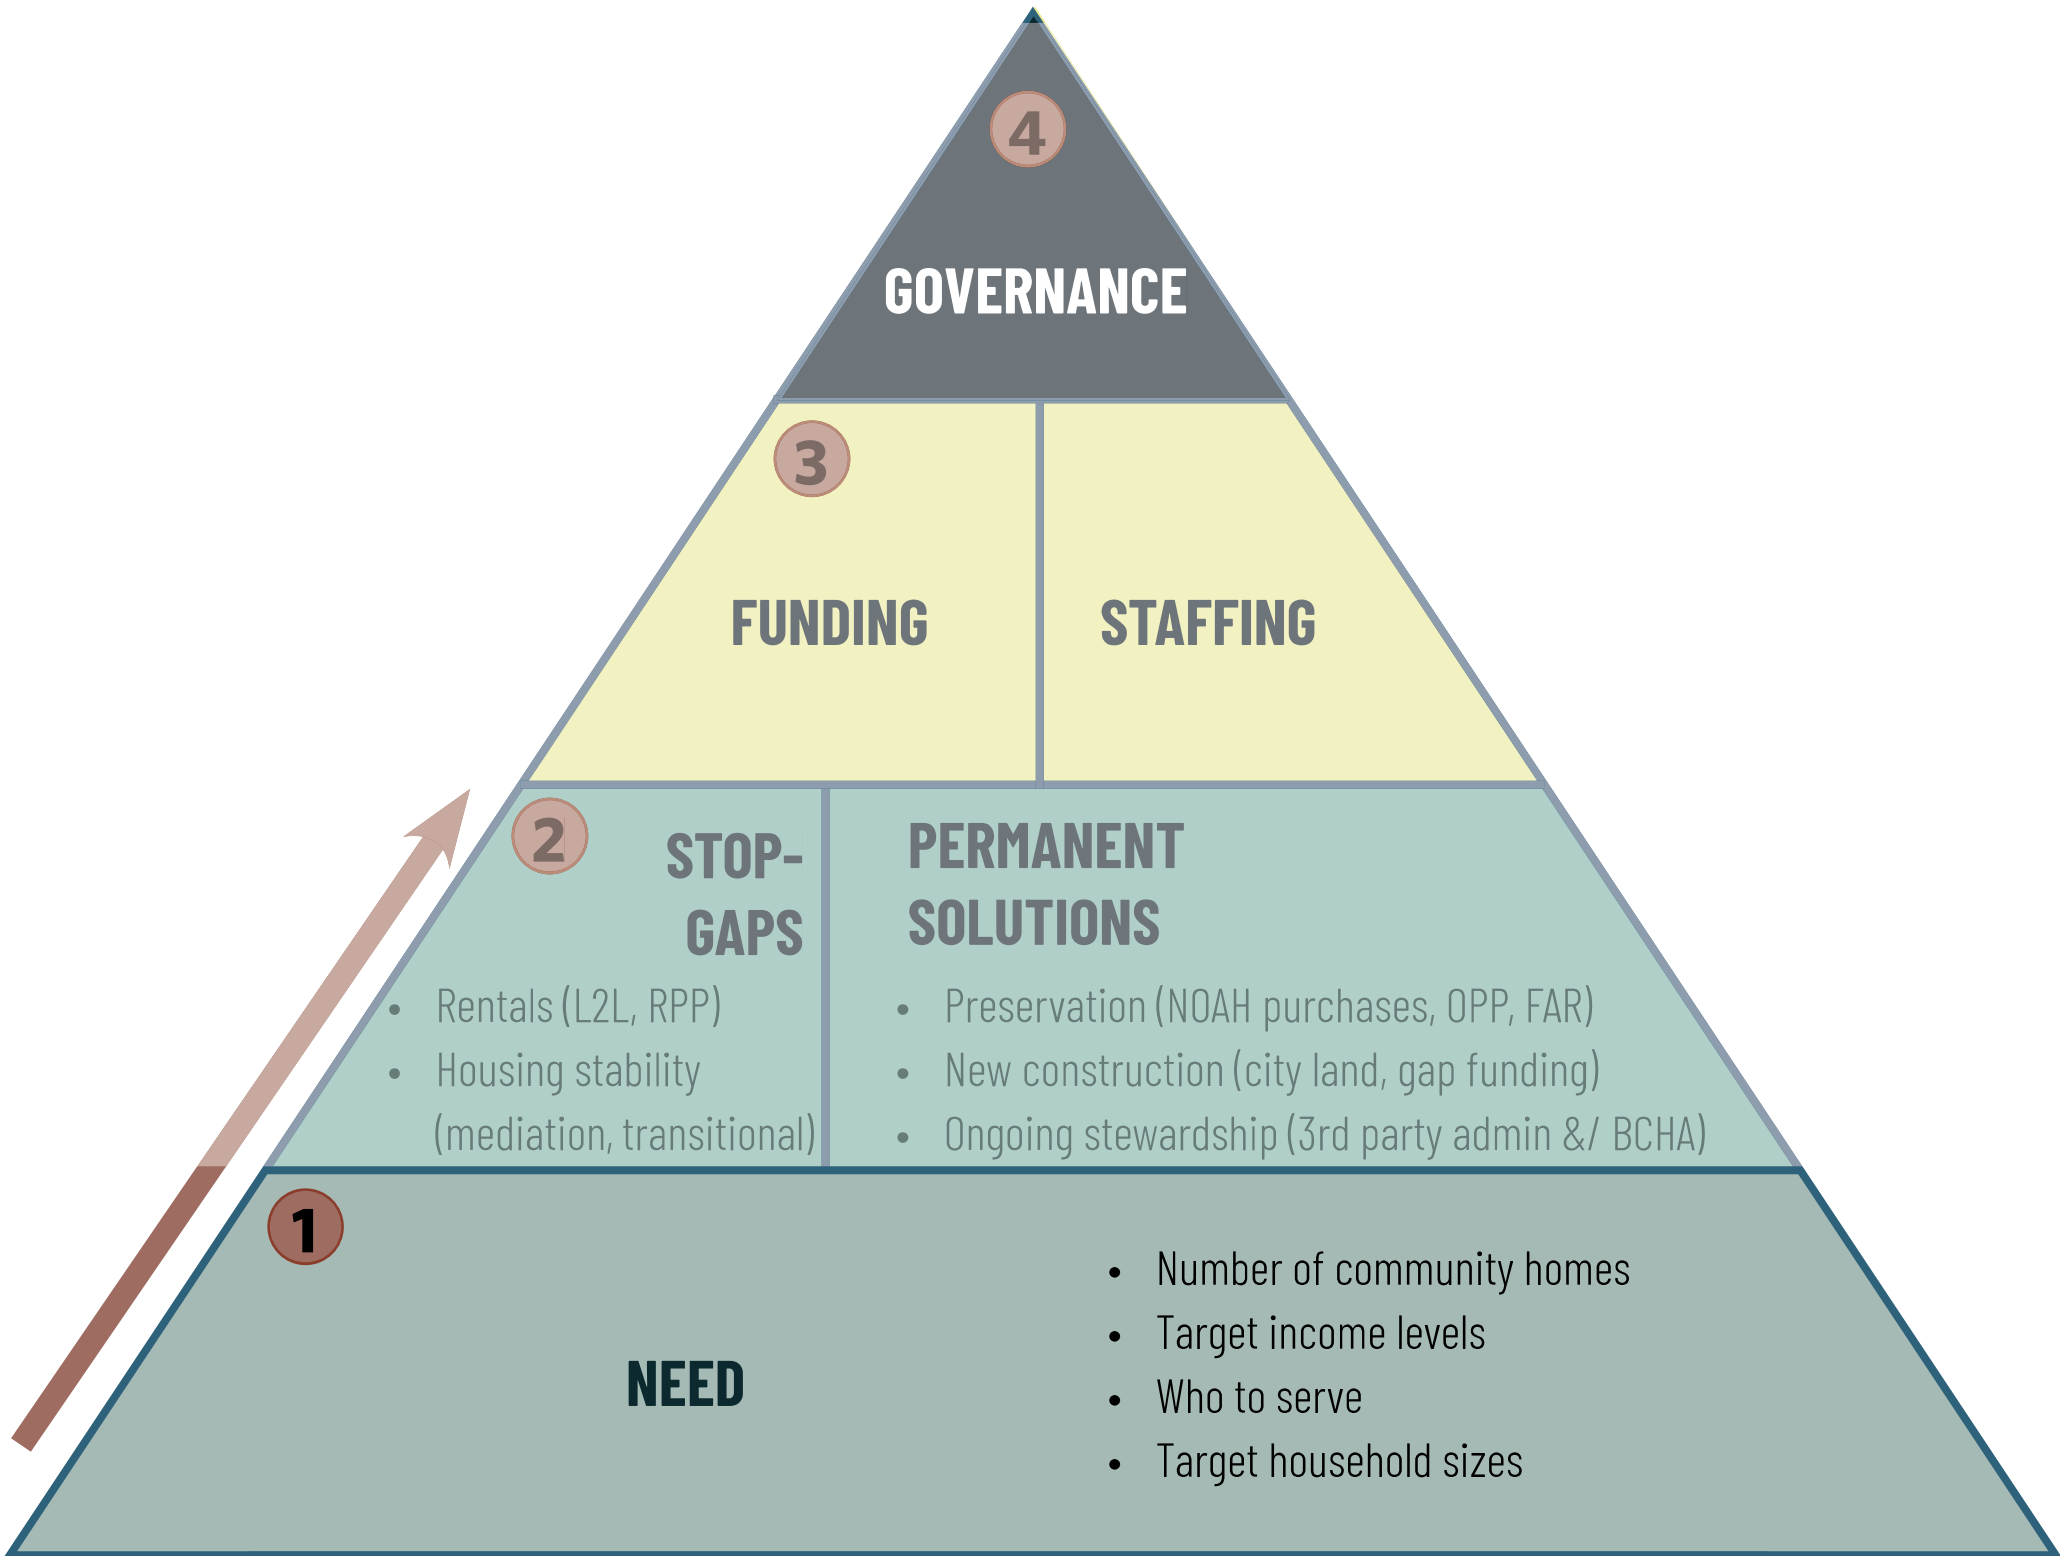 4
GOVERNANCE
3
FUNDING
STAFFING
2
STOP-
GAPS
• Rentals (L2L, RPP)
• Housing stability
(mediation, transitional)
PERMANENT
SOLUTIONS
• Preservation (NOAH purchases, OPP, FAR)
• New construction (city land, gap funding)
• Ongoing stewardship (3rd party admin &/ BCHA)
1
NEED
• Number of community homes
• Target income levels
• Who to serve
• Target household sizes